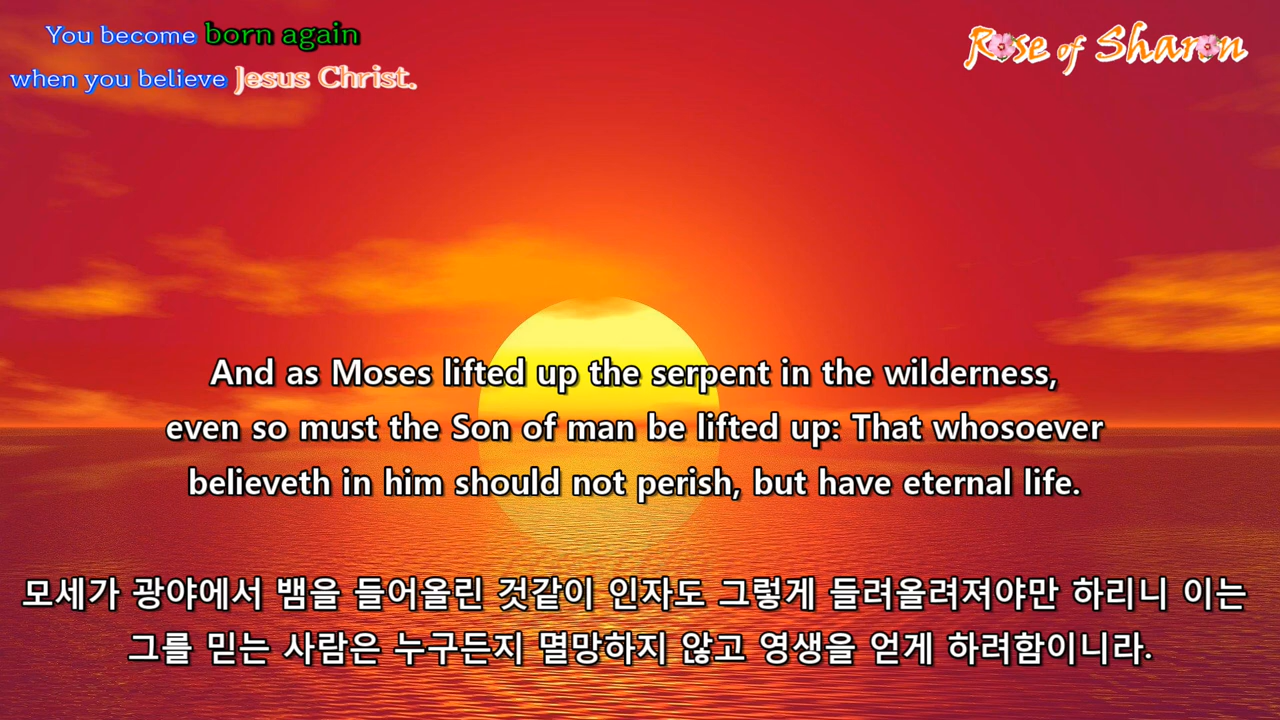 You become born again
when you believe Jesus Christ.
Rose of Sharon
And as Moses lifted up the serpent in the wilderness,
even so must the Son of man be lifted up: That whosoever
believeth in him should not perish, but have eternal life.
모세가 광야에서 뱀을 들어올린 것같이 인자도 그렇게 들려올려져야만 하리니 이는
그를 믿는 사람은 누구든지 멸망하지 않고 영생을 얻게 하려함이니라.